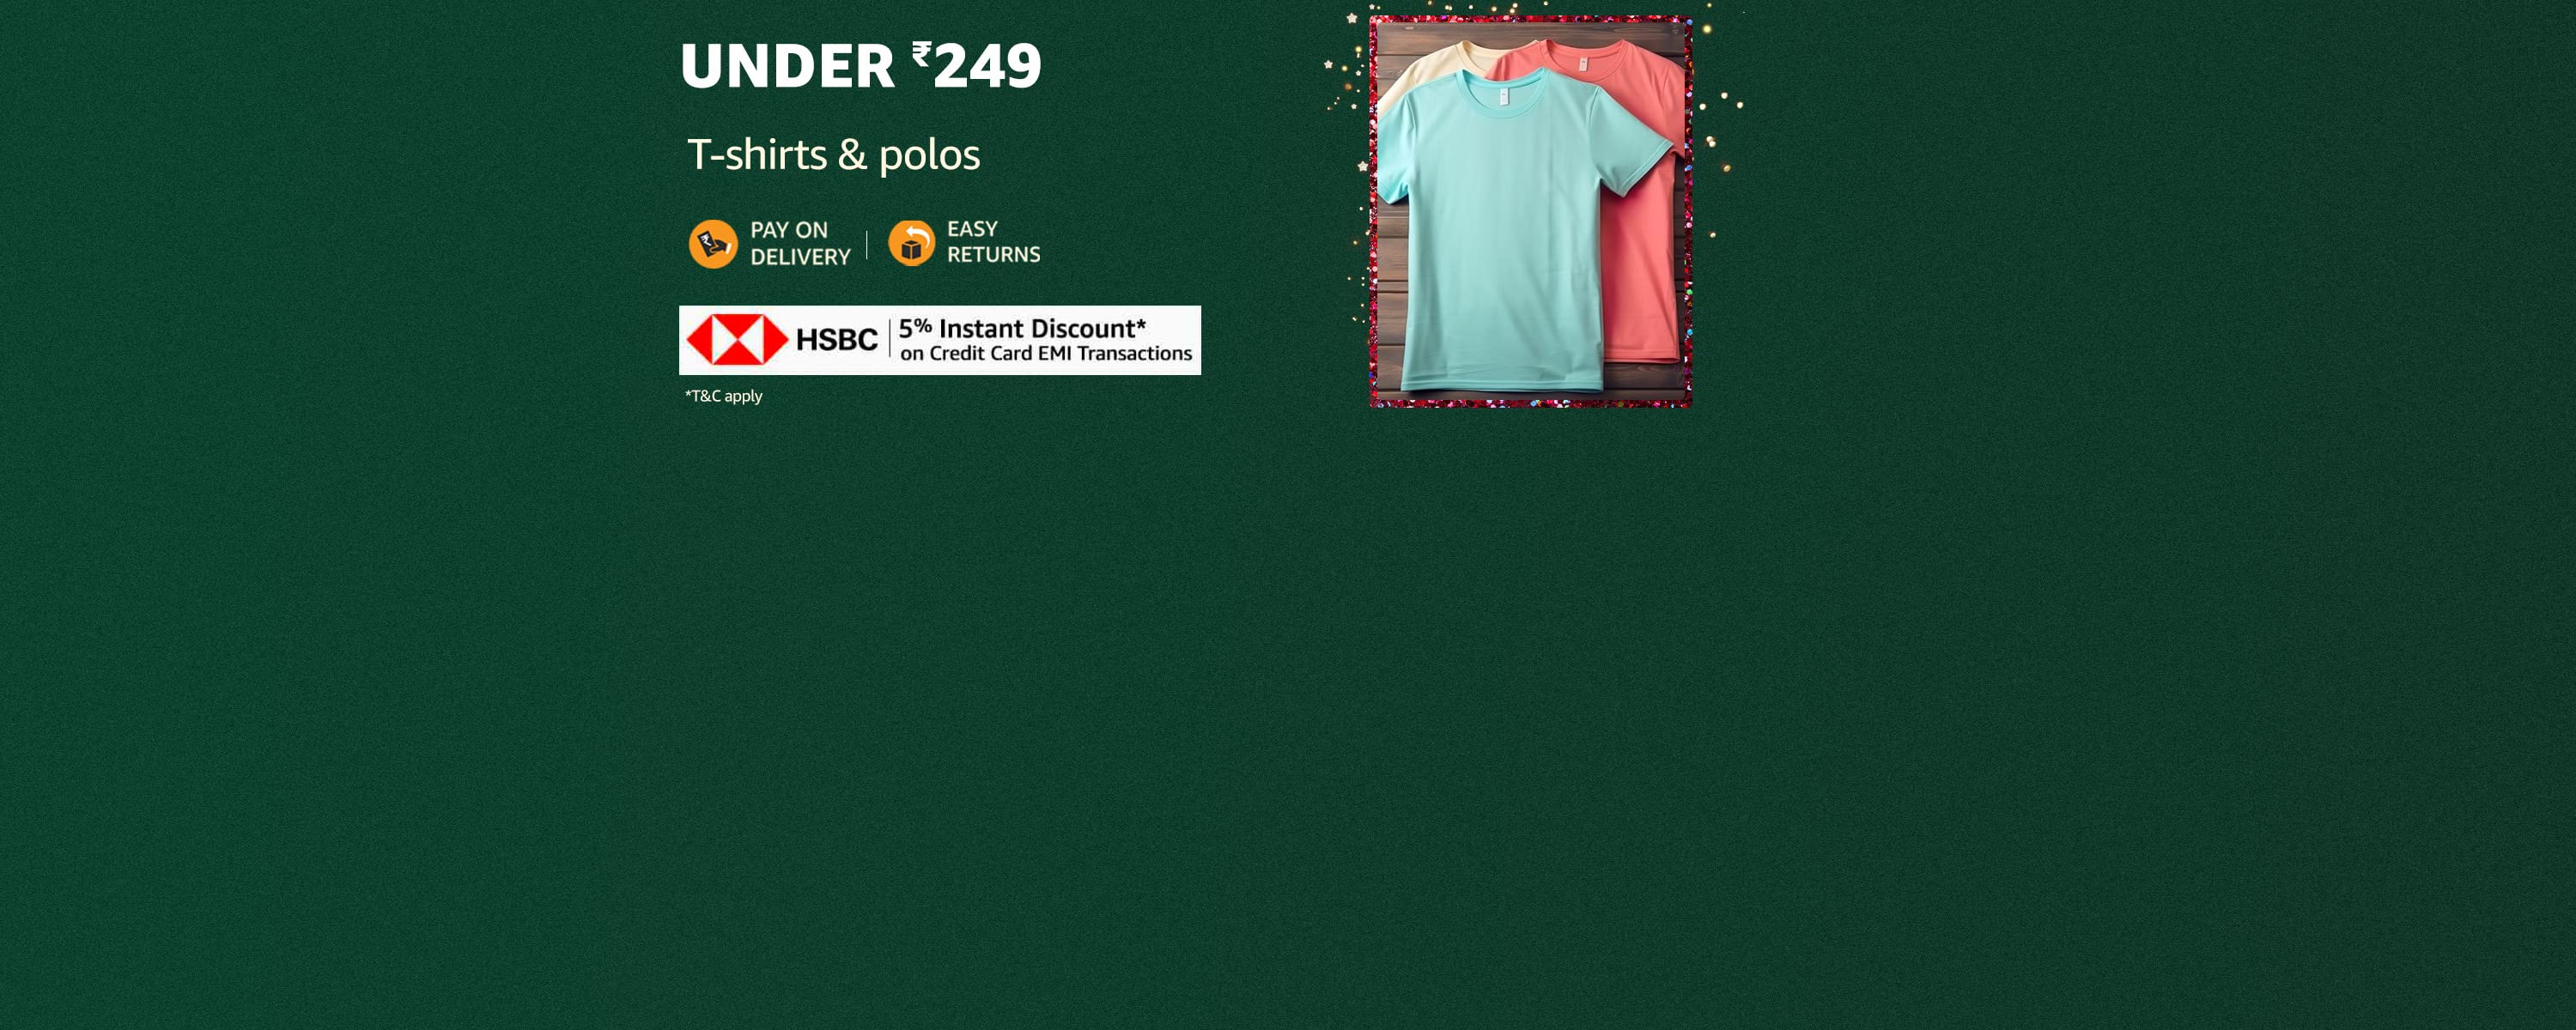 UNDER ₹249
T-shirts & polos
PAY ON
DELIVERY
EASY
RETURNS
HSBC
5% Instant Discount*
on Credit Card EMI Transactions
*T&C apply